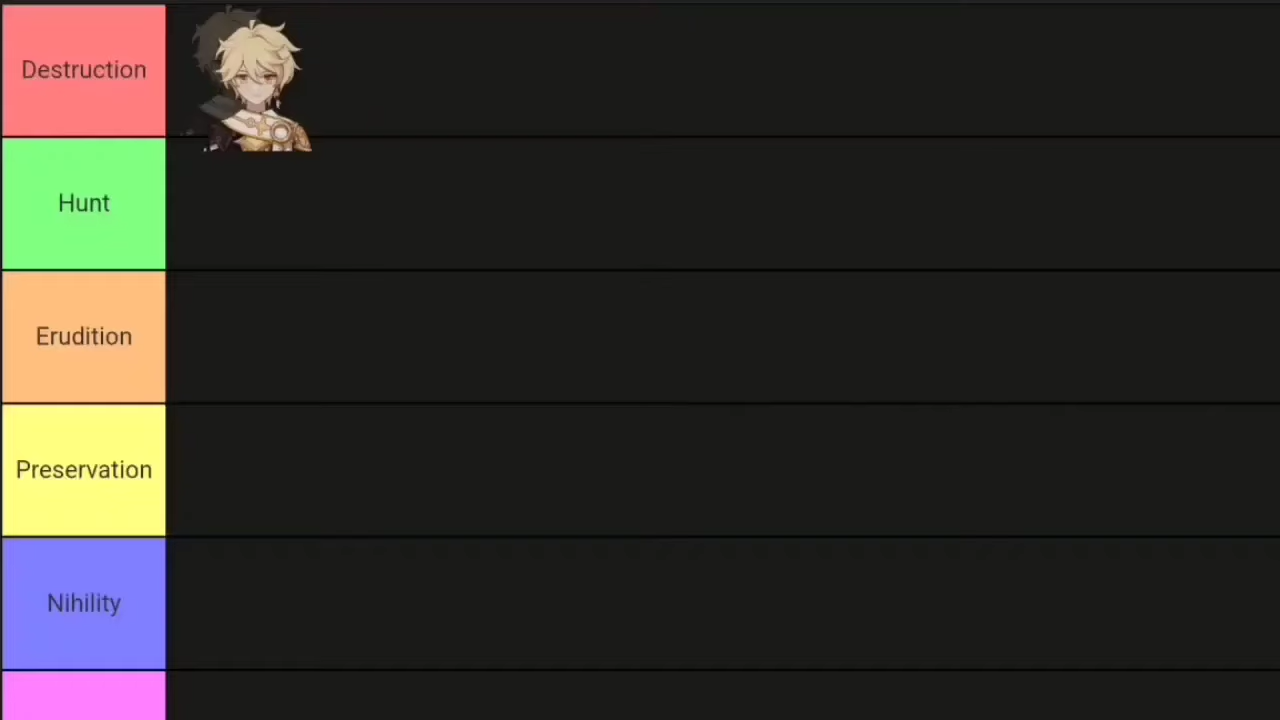 Destruction
Hunt
Erudition
Preservation
Nihility